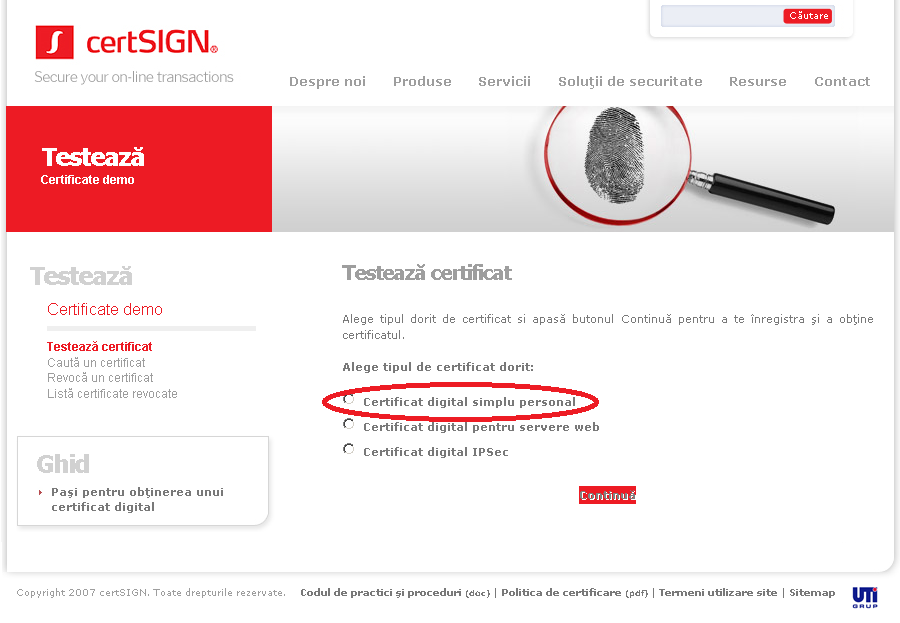 Căutare
certSIGN®
Secure your on-line transactions
Despre noi Produse Servicii Soluţii de securitate Resurse Contact
Testează
Certificate demo
Testează
Certificate demo
Testează certificat
Caută un certificat
Revocă un certificat
Listă certificate revocate
Ghid
Paşi pentru obţinerea unui
certificat digital
Testează certificat
Alege tipul dorit de certificat si apasă butonul Continuă pentru a te înregistra şi a obţine
certificatul.
Alege tipul de certificat dorit:
Certificat digital simplu personal
Certificat digital pentru servere web
Certificat digital IPSec
Continuă
Copyright 2007 certSIGN. Toate drepturile rezervate. Codul de practici şi proceduri (doc) | Politica de certificare (pdf) | Termeni utilizare site | Sitemap
UTI
GRUP